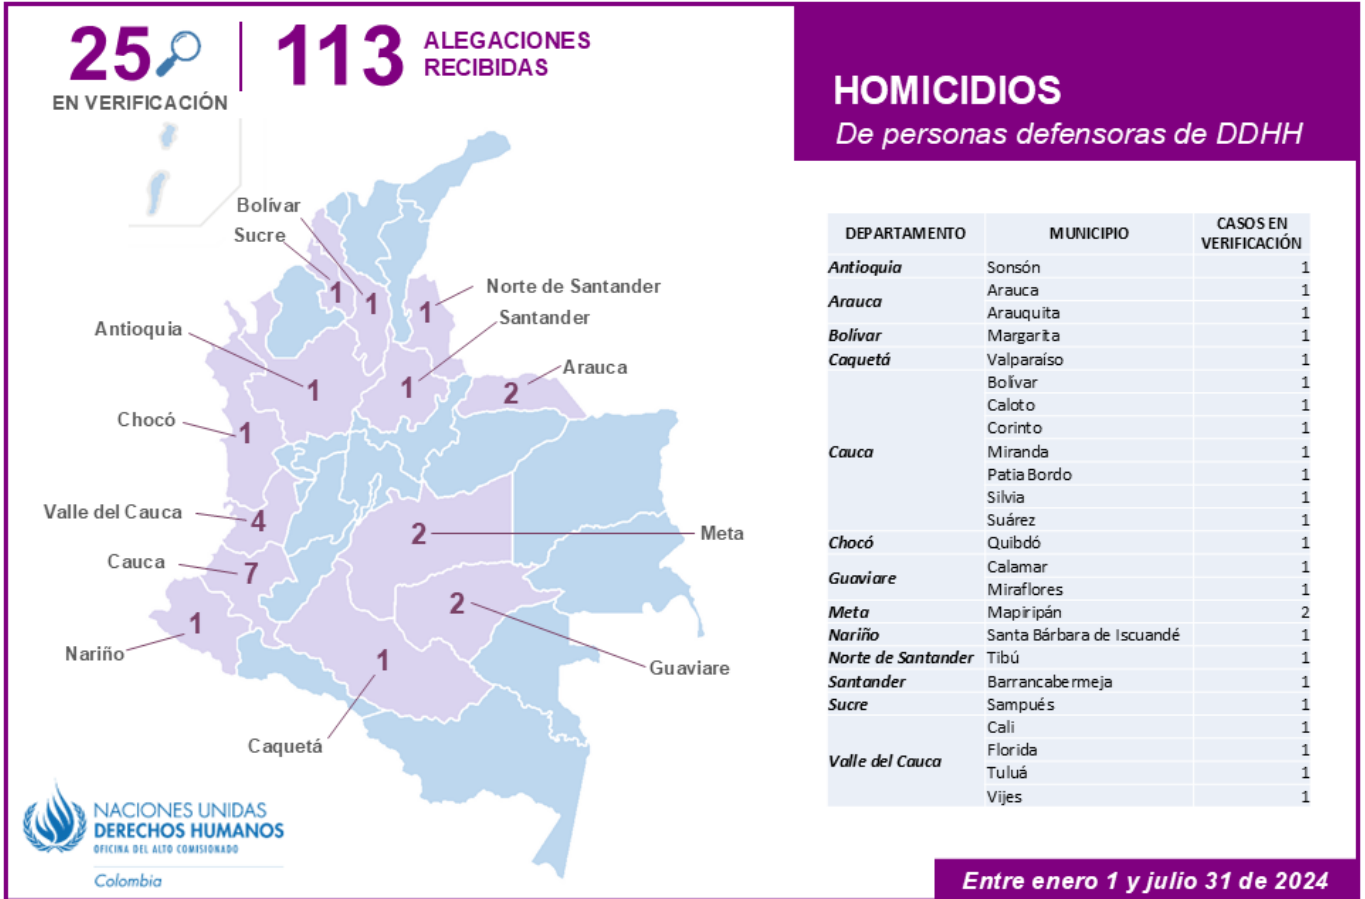 25
EN VERIFICACIÓN
113
ALEGACIONES
RECIBIDAS
HOMICIDIOS
De personas defensoras de DDHH
Bolívar
Sucre
1
1
1
Norte de Santander
Santander
Antioquia
1
1
Arauca
2
Chocó
1
Valle del Cauca
4
2
Meta
Cauca
7
2
Nariño
1
Guaviare
1
Caquetá
DEPARTAMENTO MUNICIPIO CASOS EN VERIFICACIÓN
Antioquia Sonsón 1
Arauca Arauca 1
Arauquita 1
Bolívar Margarita 1
Caquetá Valparaíso 1
Cauca Bolívar 1
Caloto 1
Corinto 1
Miranda 1
Patia Bordo 1
Silvia 1
Suárez 1
Chocó Quibdó 1
Guaviare Calamar 1
Miraflores 1
Meta Mapiripán 2
Nariño Santa Bárbara de Iscuandé 1
Norte de Santander Tibú 1
Santander Barrancabermeja 1
Sucre Sampués 1
Valle del Cauca Cali 1
Florida 1
Tuluá 1
Vijes 1
NACIONES UNIDAS
DERECHOS HUMANOS
OFICINA DEL ALTO COMISIONADO
Colombia
Entre enero 1 y julio 31 de 2024